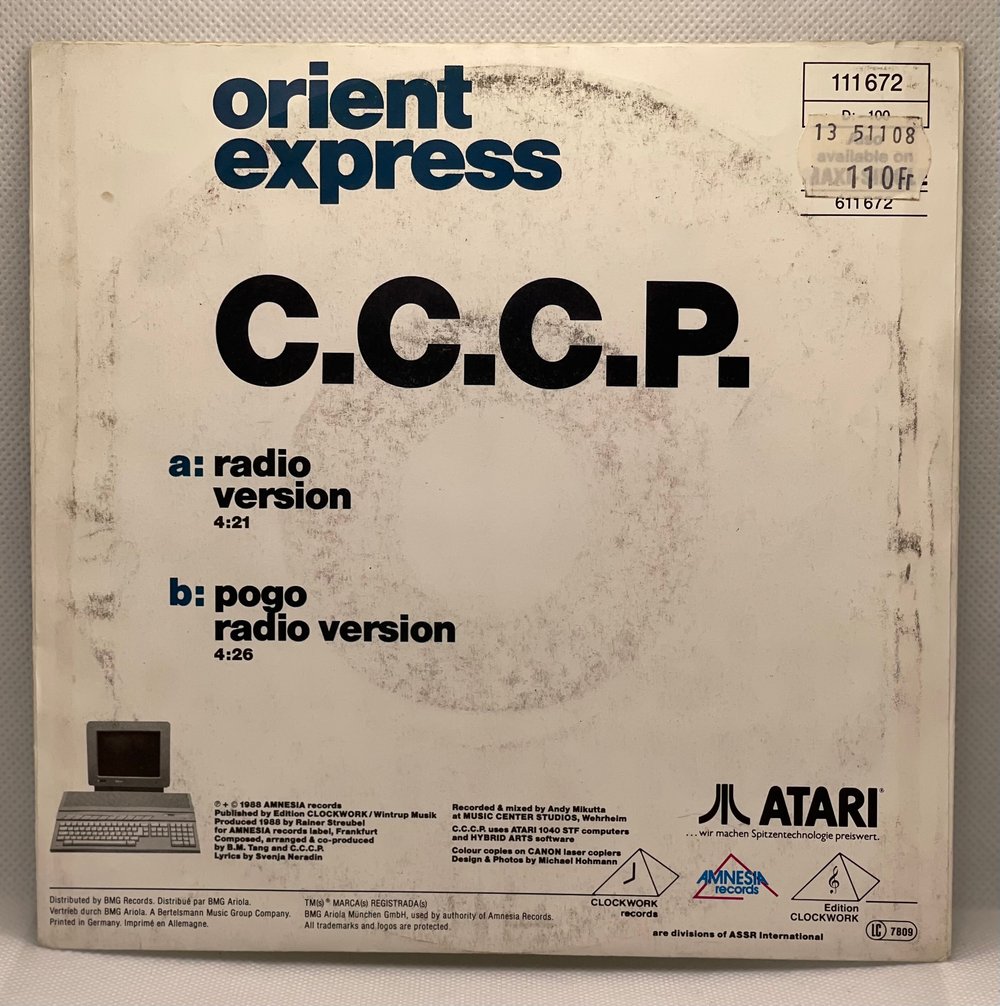 orient
express
111672
13 51108
Also
available on
110Fr
611672
C.C.C.P.
a: radio
version
4:21
b: pogo
radio version
4:26
℗ + © 1988 AMNESIA records
Published by Edition CLOCKWORK / Wintrup Musik
Produced 1988 by Rainer Streubel
for AMNESIA records label, Frankfurt
Composed, arranged & co-produced
by B.M. Tang and C.C.C.P.
Lyrics by Svenja Neradin
Recorded & mixed by Andy Mikutta
at MUSIC CENTER STUDIOS, Wehrheim
C.C.C.P. uses ATARI 1040 STF computers
and HYBRID ARTS software
Colour copies on CANON laser copiers
Design & Photos by Michael Hohmann
ATARI®
... wir machen Spitzentechnologie preiswert.
CLOCKWORK
records
AMNESIA
records
Edition
CLOCKWORK
are divisions of ASSR International
LC 7809
Distributed by BMG Records. Distribué par BMG Ariola.
Vertrieb durch BMG Ariola. A Bertelsmann Music Group Company.
Printed in Germany. Imprimé en Allemagne.
TM(s) ® MARCA(s) REGISTRADA(s)
BMG Ariola München GmbH, used by authority of Amnesia Records.
All trademarks and logos are protected.